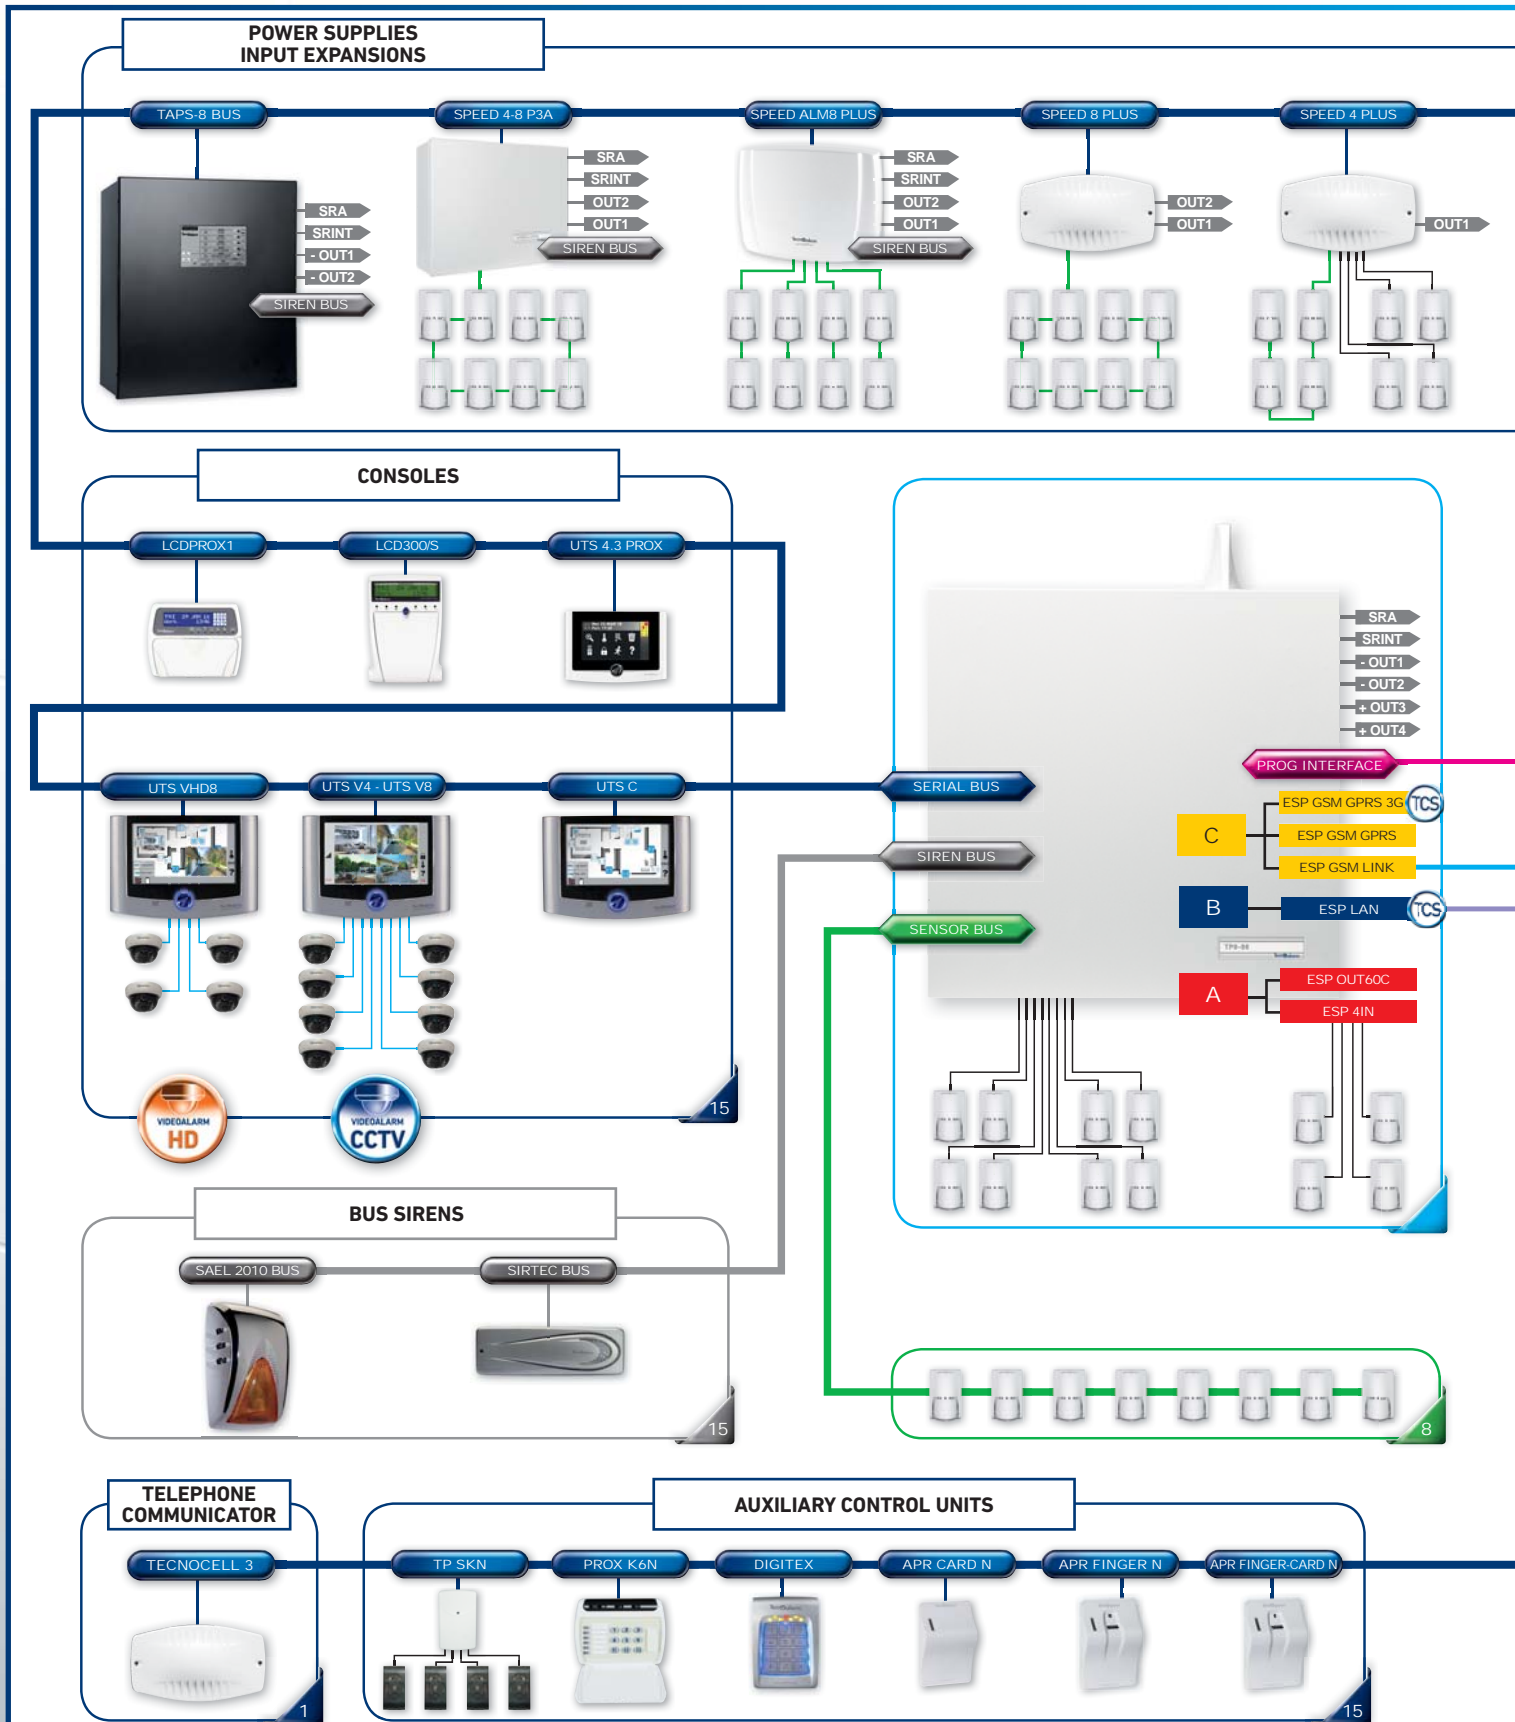 POWER SUPPLIES
INPUT EXPANSIONS
TAPS-8 BUS
SPEED 4-8 P3A
SPEED ALM8 PLUS
SPEED 8 PLUS
SPEED 4 PLUS
SRA
SRINT
- OUT1
- OUT2
SIREN BUS
SRA
SRINT
OUT2
OUT1
SIREN BUS
SRA
SRINT
OUT2
OUT1
SIREN BUS
OUT2
OUT1
OUT1
CONSOLES
LCDPROX1
LCD300/S
UTS 4.3 PROX
UTS VHD8
UTS V4 - UTS V8
UTS C
VIDEOALARM
HD
VIDEOALARM
CCTV
15
SRA
SRINT
- OUT1
- OUT2
+ OUT3
+ OUT4
PROG INTERFACE
SERIAL BUS
SIREN BUS
SENSOR BUS
C
ESP GSM GPRS 3G
TCS
ESP GSM GPRS
ESP GSM LINK
B
ESP LAN
TCS
TP8-88
A
ESP OUT60C
ESP 4IN
BUS SIRENS
SAEL 2010 BUS
SIRTEC BUS
15
8
TELEPHONE
COMMUNICATOR
TECNOCELL 3
1
AUXILIARY CONTROL UNITS
TP SKN
PROX K6N
DIGITEX
APR CARD N
APR FINGER N
APR FINGER-CARD N
15